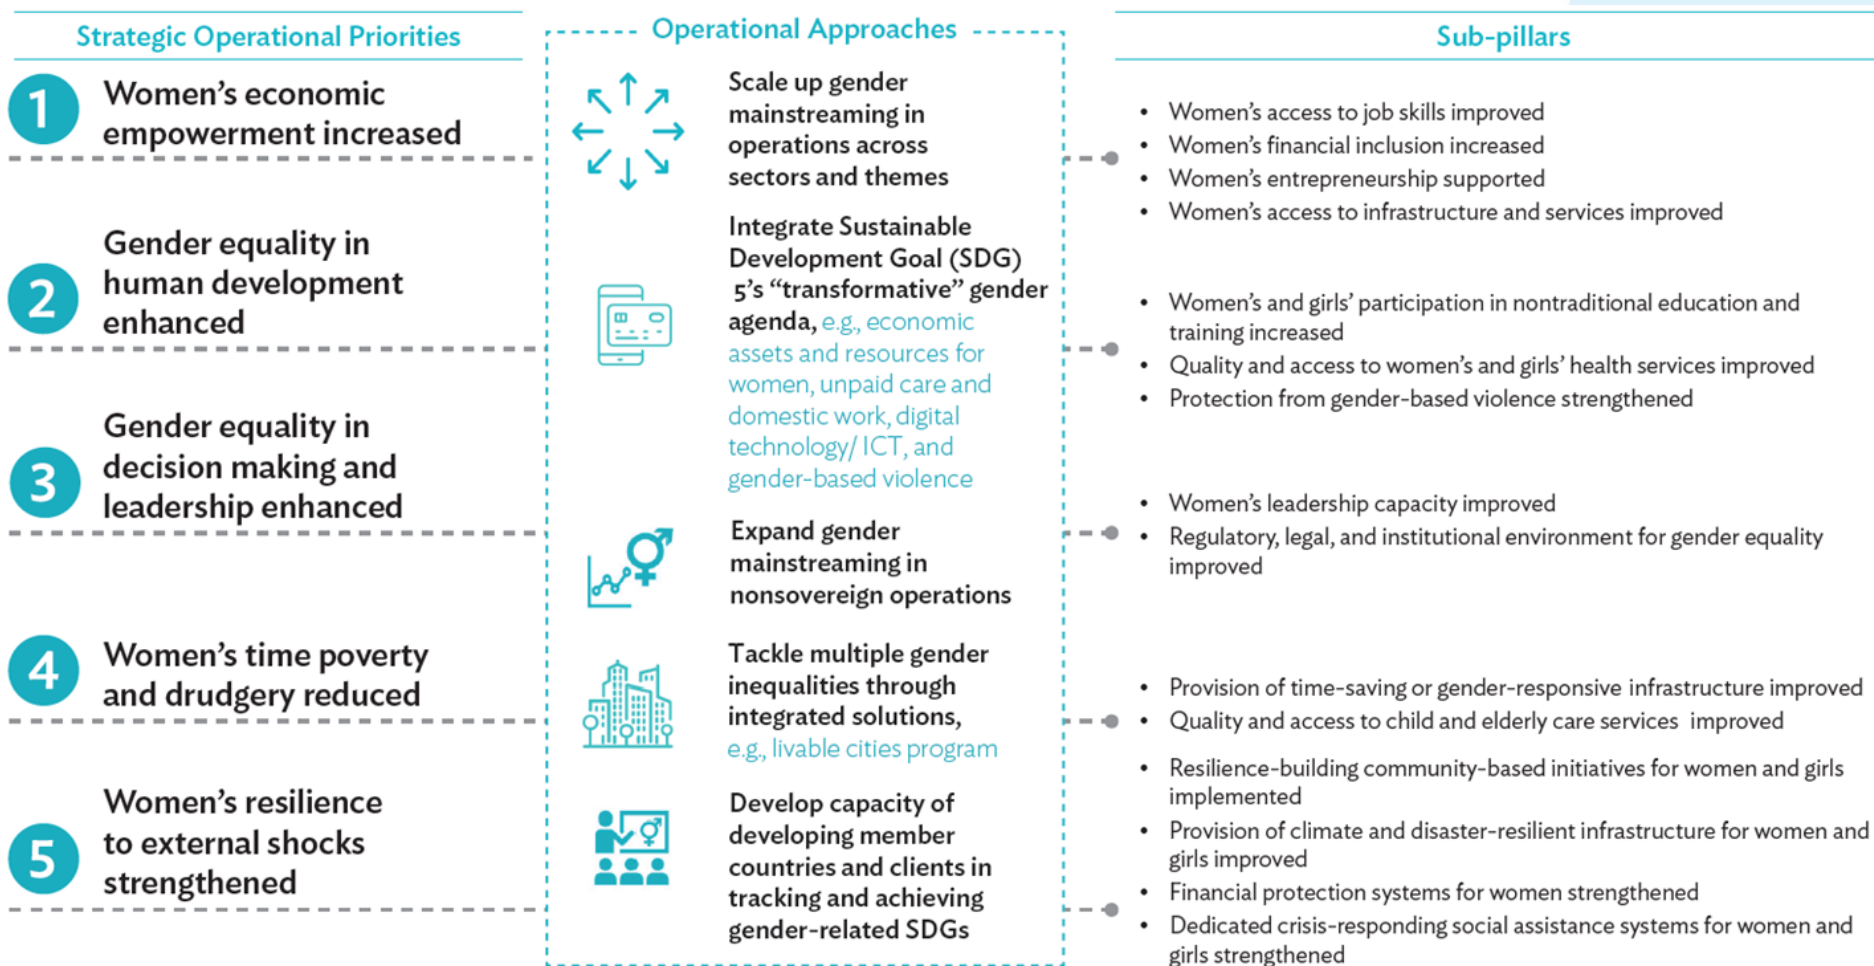 Strategic Operational Priorities
1
Women's economic
empowerment increased
2
Gender equality in
human development
enhanced
3
Gender equality in
decision making and
leadership enhanced
4
Women's time poverty
and drudgery reduced
5
Women's resilience
to external shocks
strengthened
Operational Approaches
Scale up gender
mainstreaming in
operations across
sectors and themes
Integrate Sustainable
Development Goal (SDG)
5's “transformative” gender
agenda, e.g., economic
assets and resources for
women, unpaid care and
domestic work, digital
technology/ ICT, and
gender-based violence
Expand gender
mainstreaming in
nonsovereign operations
Tackle multiple gender
inequalities through
integrated solutions,
e.g., livable cities program
Develop capacity of
developing member
countries and clients in
tracking and achieving
gender-related SDGs
Sub-pillars
• Women's access to job skills improved
• Women's financial inclusion increased
• Women's entrepreneurship supported
• Women's access to infrastructure and services improved
• Women's and girls' participation in nontraditional education and
training increased
• Quality and access to women's and girls' health services improved
• Protection from gender-based violence strengthened
• Women's leadership capacity improved
• Regulatory, legal, and institutional environment for gender equality
improved
• Provision of time-saving or gender-responsive infrastructure improved
• Quality and access to child and elderly care services improved
• Resilience-building community-based initiatives for women and girls
implemented
• Provision of climate and disaster-resilient infrastructure for women and
girls improved
• Financial protection systems for women strengthened
• Dedicated crisis-responding social assistance systems for women and
girls strengthened